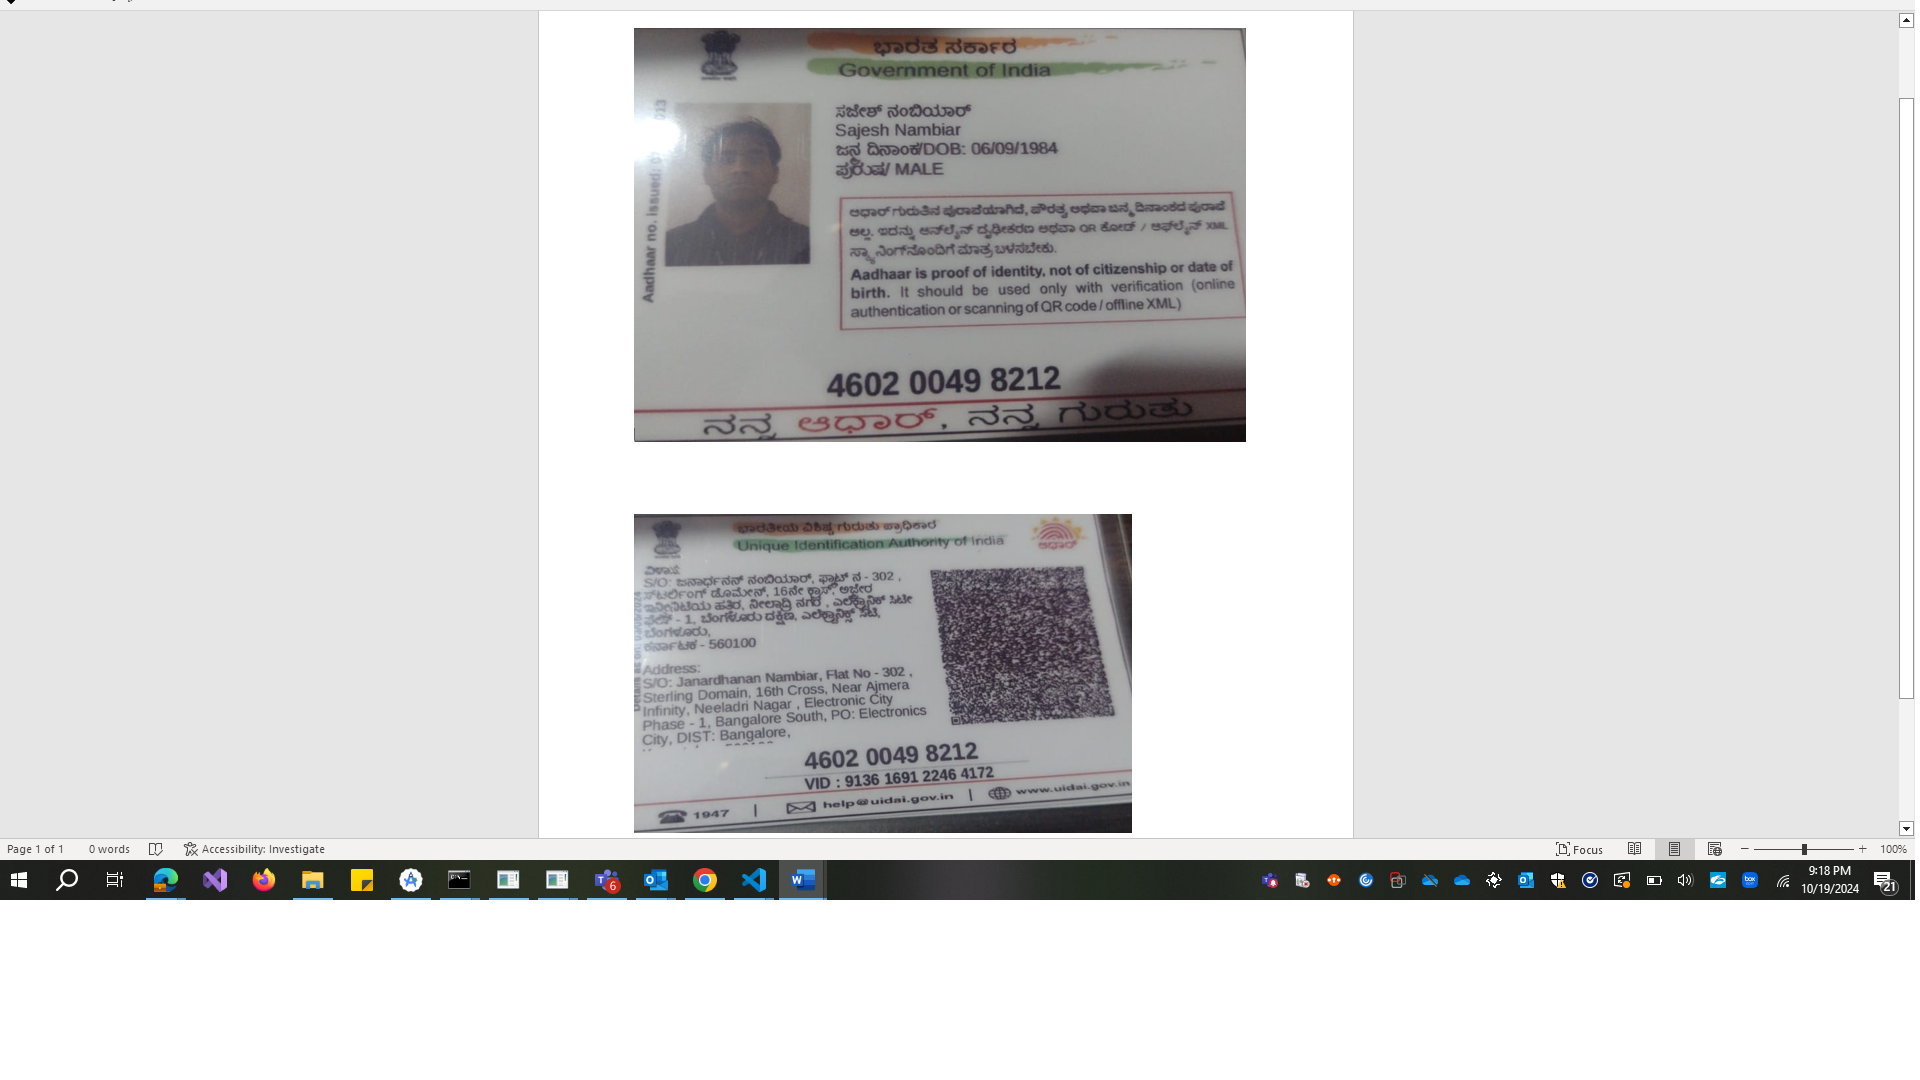 ಭಾರತ ಸರ್ಕಾರ
Government of India
ಸಜೇಶ್ ನಂಬಿಯಾರ್
Sajesh Nambiar
ಜನ್ಮ ದಿನಾಂಕ/DOB: 06/09/1984
ಪುರುಷ/ MALE
Aadhaar no. issued:
ಆಧಾರ್ ಗುರುತಿನ ಪುರಾವೆಯಾಗಿದೆ, ಪೌರತ್ವ ಅಥವಾ ಜನ್ಮ ದಿನಾಂಕದ ಪುರಾವೆ
ಅಲ್ಲ. ಇದನ್ನು ಆನ್‌ಲೈನ್ ದೃಢೀಕರಣ ಅಥವಾ QR ಕೋಡ್ / ಆಫ್‌ಲೈನ್ XML
ಸ್ಕ್ಯಾನಿಂಗ್‌ನೊಂದಿಗೆ ಮಾತ್ರ ಬಳಸಬೇಕು.
Aadhaar is proof of identity, not of citizenship or date of
birth. It should be used only with verification (online
authentication or scanning of QR code / offline XML)
4602 0049 8212
ನನ್ನ ಆಧಾರ್, ನನ್ನ ಗುರುತು
ಭಾರತೀಯ ವಿಶಿಷ್ಟ ಗುರುತು ಪ್ರಾಧಿಕಾರ
Unique Identification Authority of India
ಆಧಾರ್
ವಿಳಾಸ:
S/O: ಜನಾರ್ಧನನ್ ನಂಬಿಯಾರ್, ಫ್ಲಾಟ್ ನ - 302 ,
ಸ್ಟರ್ಲಿಂಗ್ ಡೊಮೇನ್, 16ನೇ ಕ್ರಾಸ್, ಅಜ್ಮೇರ
ಇನ್ಫಿನಿಟಿಯ ಹತ್ತಿರ, ನೀಲಾದ್ರಿ ನಗರ , ಎಲೆಕ್ಟ್ರಾನಿಕ್ ಸಿಟೀ
- 1, ಬೆಂಗಳೂರು ದಕ್ಷಿಣ, ಎಲೆಕ್ಟ್ರಾನಿಕ್ಸ್ ಸಿಟಿ,
ಬೆಂಗಳೂರು,
ಕರ್ನಾಟಕ - 560100
Address:
S/O: Janardhanan Nambiar, Flat No - 302 ,
Sterling Domain, 16th Cross, Near Ajmera
Infinity, Neeladri Nagar , Electronic City
Phase - 1, Bangalore South, PO: Electronics
City, DIST: Bangalore,
4602 0049 8212
VID : 9136 1691 2246 4172
1947 | help@uidai.gov.in | www.uidai.gov.in
Page 1 of 1 0 words Accessibility: Investigate Focus 100%
6
9:18 PM
10/19/2024
21